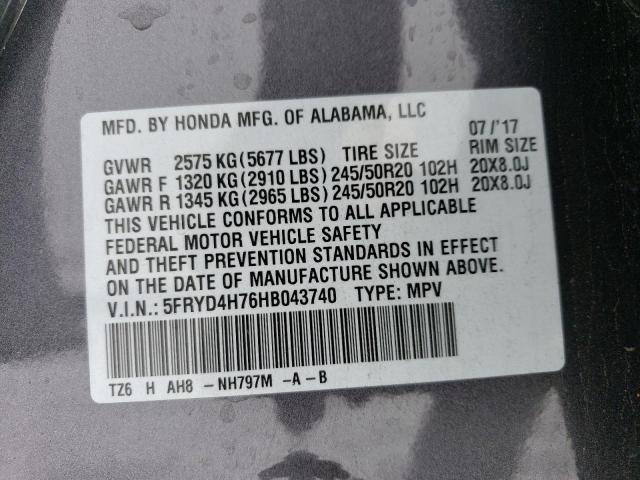 MFD. BY HONDA MFG. OF ALABAMA, LLC
07/'17
GVWR 2575 KG(5677 LBS) TIRE SIZE RIM SIZE
GAWR F 1320 KG(2910 LBS)245/50R20 102H 20X8.0J
GAWR R 1345 KG(2965 LBS)245/50R20 102H 20X8.0J
THIS VEHICLE CONFORMS TO ALL APPLICABLE
FEDERAL MOTOR VEHICLE SAFETY
AND THEFT PREVENTION STANDARDS IN EFFECT
ON THE DATE OF MANUFACTURE SHOWN ABOVE.
V.I.N.: 5FRYD4H76HB043740 TYPE: MPV
TZ6 H AH8 - NH797M -A-B